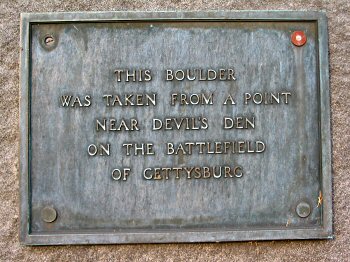 THIS BOULDER
WAS TAKEN FROM A POINT
NEAR DEVIL'S DEN
ON THE BATTLEFIELD
OF GETTYSBURG